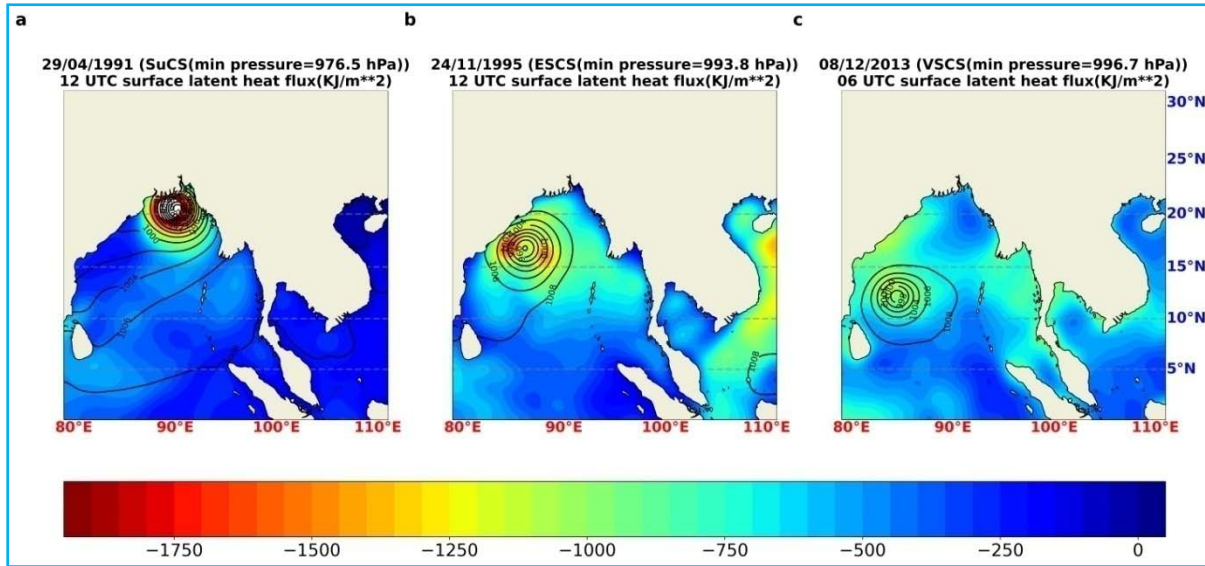 a
b
c
29/04/1991 (SuCS(min pressure=976.5 hPa))
12 UTC surface latent heat flux(KJ/m**2)
24/11/1995 (ESCS(min pressure=993.8 hPa))
12 UTC surface latent heat flux(KJ/m**2)
08/12/2013 (VSCS(min pressure=996.7 hPa))
06 UTC surface latent heat flux(KJ/m**2)
30°N
25°N
20°N
15°N
10°N
5°N
1000
1004
1006
1006
1008
1008
1004
1006
1008
80°E 90°E 100°E 110°E
80°E 90°E 100°E 110°E
80°E 90°E 100°E 110°E
−1750 −1500 −1250 −1000 −750 −500 −250 0